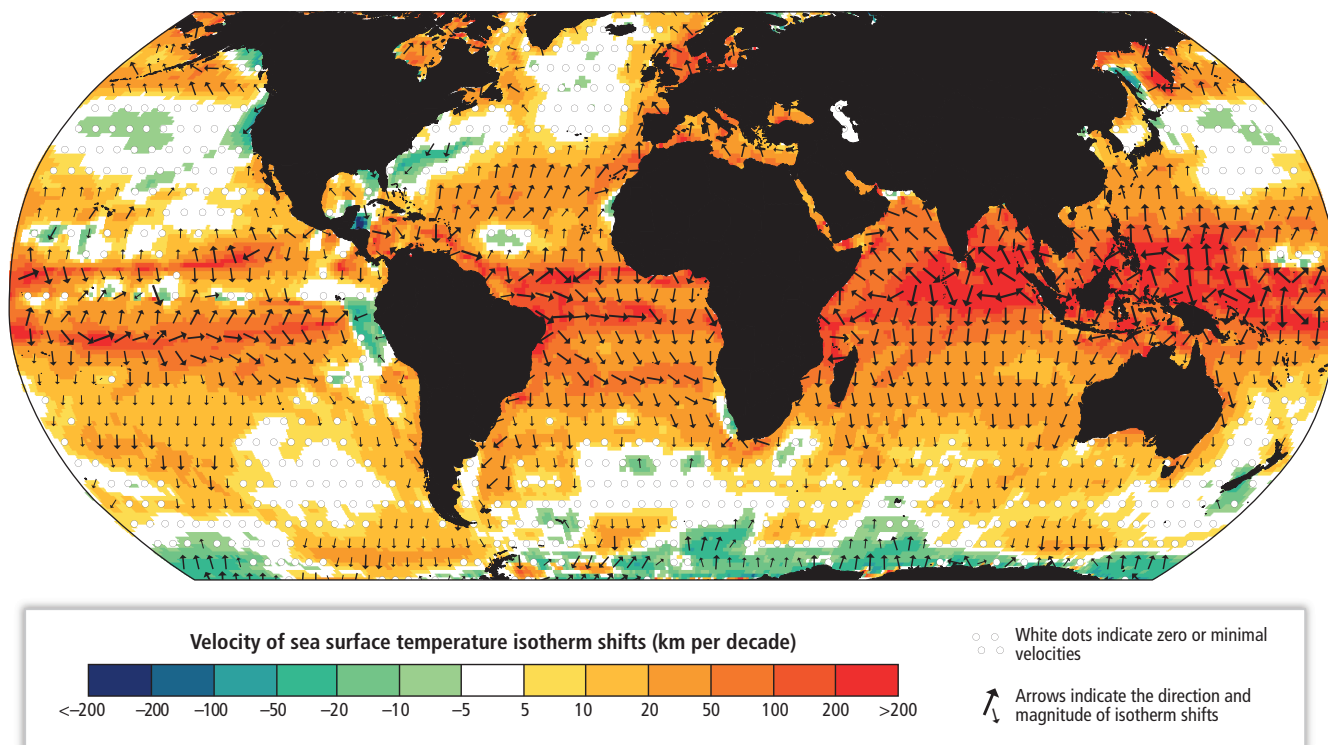 Velocity of sea surface temperature isotherm shifts (km per decade)
<–200 –200 –100 –50 –20 –10 –5 5 10 20 50 100 200 >200
White dots indicate zero or minimal
velocities
Arrows indicate the direction and
magnitude of isotherm shifts